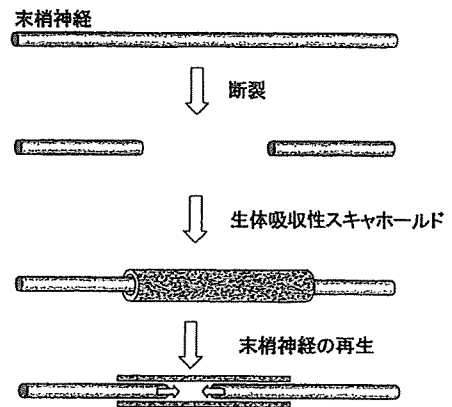 末梢神経
断裂
生体吸収性スキャホールド
末梢神経の再生